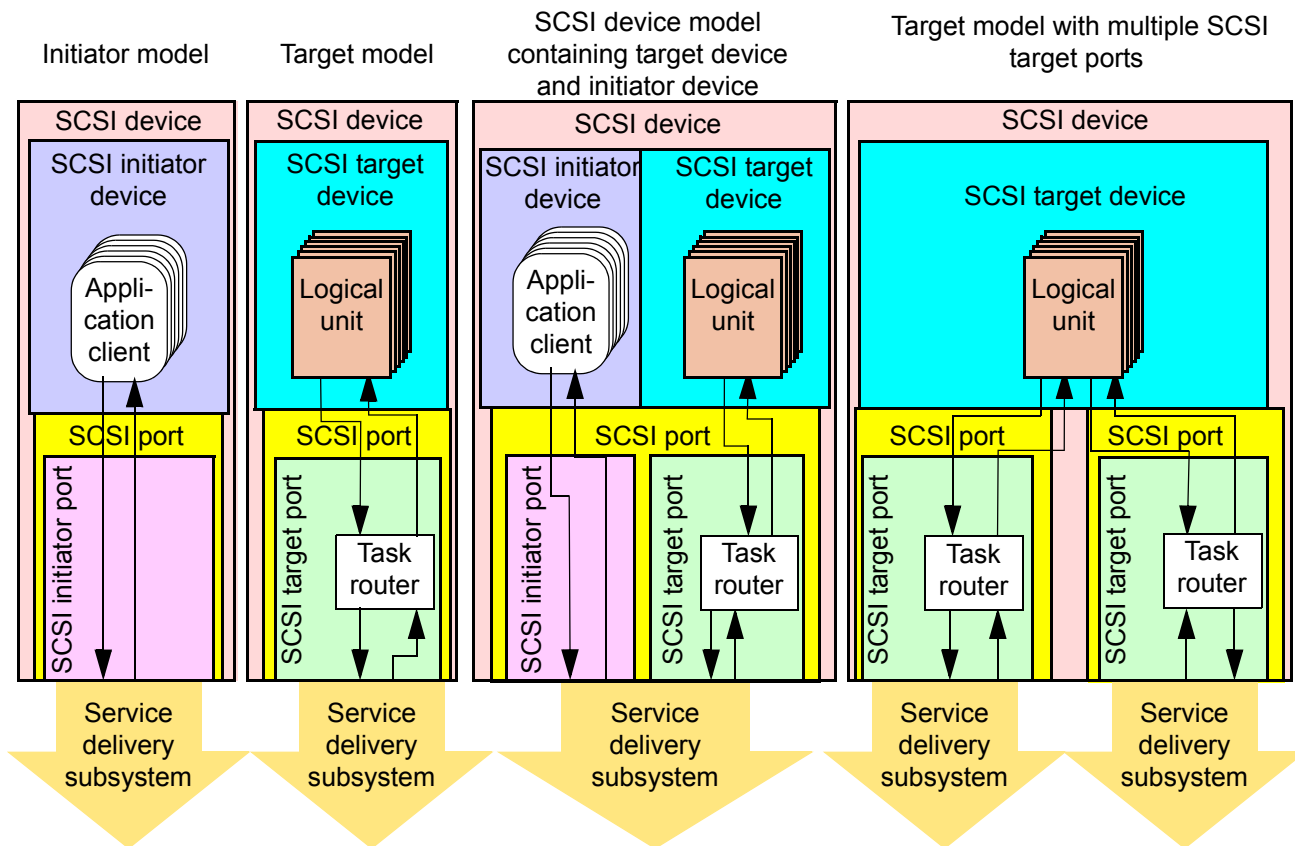 Initiator model
SCSI device
SCSI initiator
device
Appli-
cation
client
SCSI port
SCSI initiator port
Service
delivery
subsystem
Target model
SCSI device
SCSI target
device
Logical
unit
SCSI port
SCSI target port
Task
router
Service
delivery
subsystem
SCSI device model
containing target device
and initiator device
SCSI device
SCSI initiator
device
SCSI target
device
Appli-
cation
client
Logical
unit
SCSI port
SCSI initiator port
SCSI target port
Task
router
Service
delivery
subsystem
Target model with multiple SCSI
target ports
SCSI device
SCSI target device
Logical
unit
SCSI port
SCSI target port
Task
router
Service
delivery
subsystem
SCSI port
SCSI target port
Task
router
Service
delivery
subsystem